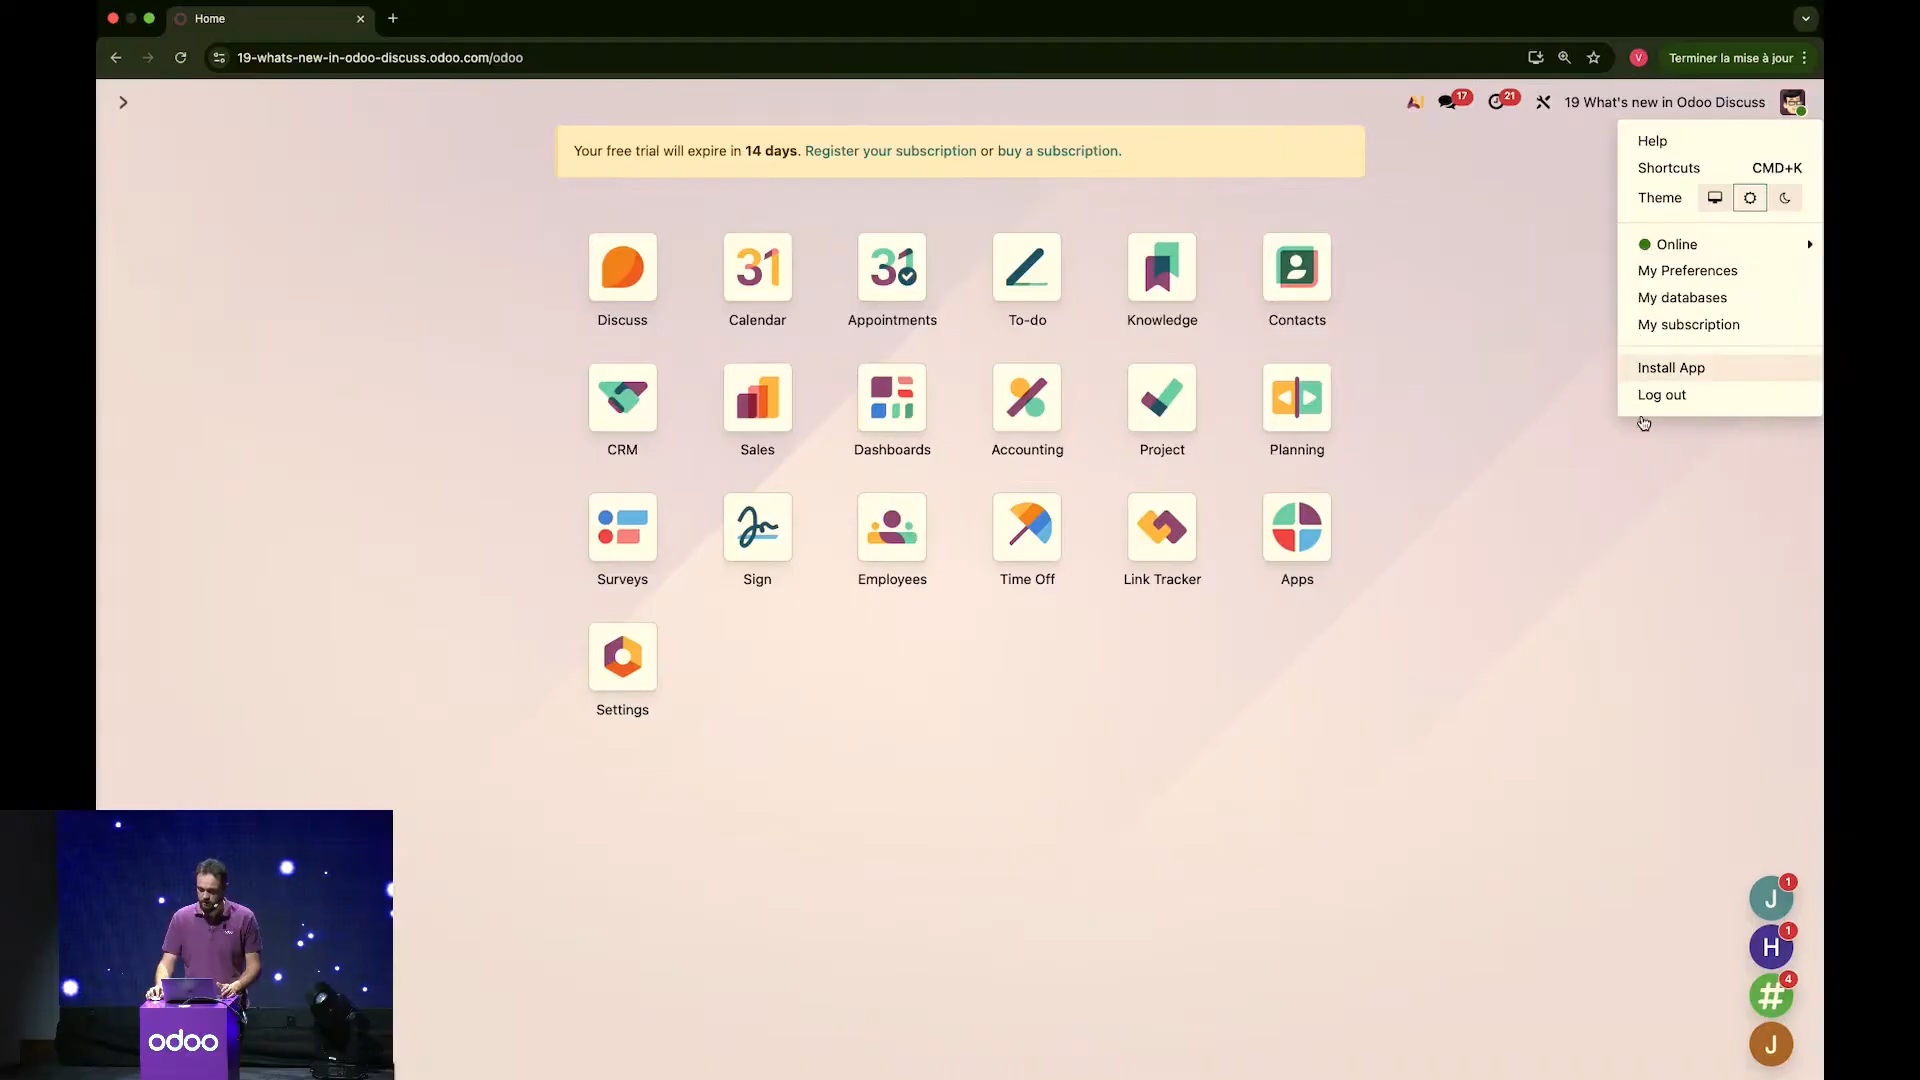 Home
19-whats-new-in-odoo-discuss.odoo.com/odoo
V
Terminer la mise à jour
AI
17
21
19 What's new in Odoo Discuss
Your free trial will expire in 14 days. Register your subscription or buy a subscription.
Help
Shortcuts CMD+K
Theme
Online
My Preferences
My databases
My subscription
Install App
Log out
31
31
Discuss
Calendar
Appointments
To-do
Knowledge
Contacts
CRM
Sales
Dashboards
Accounting
Project
Planning
Surveys
Sign
Employees
Time Off
Link Tracker
Apps
Settings
J
1
H
1
#
4
J
odoo